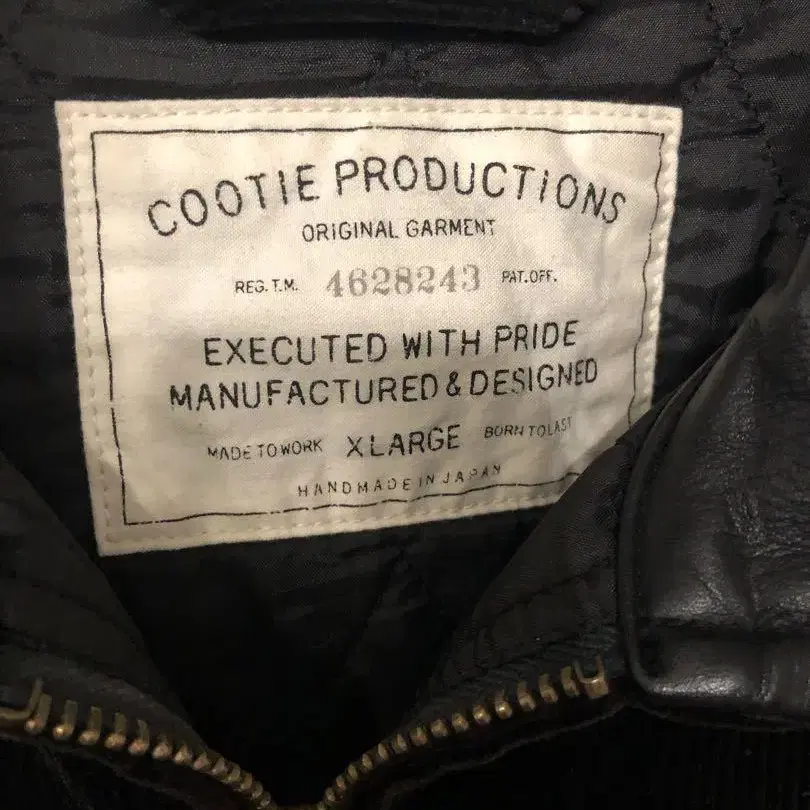 COOTIE PRODUCTIONS
ORIGINAL GARMENT
REG. T.M. 4628243 PAT.OFF.
EXECUTED WITH PRIDE
MANUFACTURED & DESIGNED
MADE TO WORK XLARGE BORN TO LAST
HANDMADE IN JAPAN